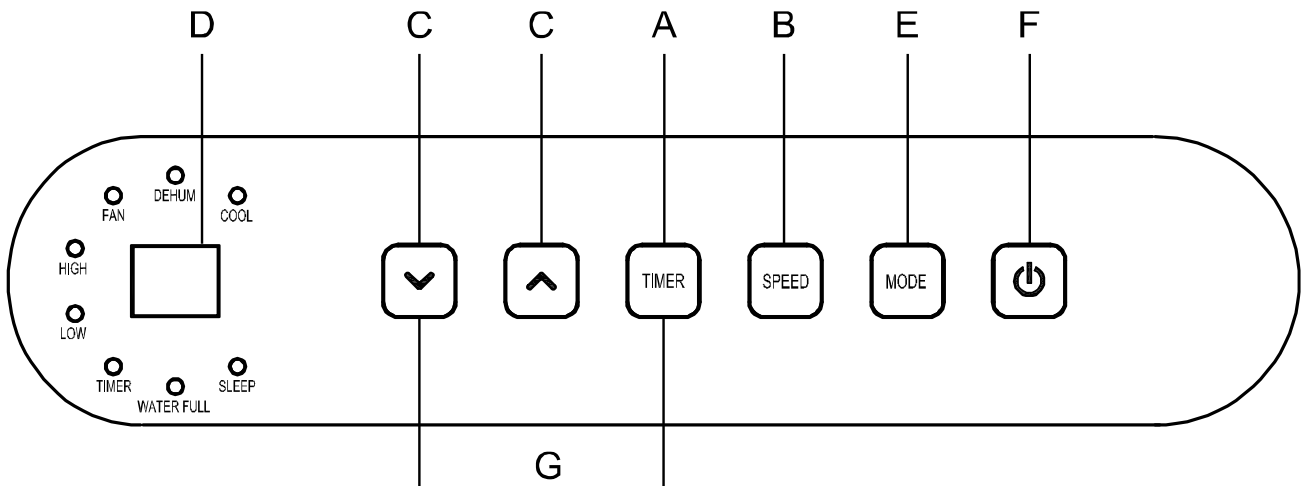 D C C A B E F
DEHUM
FAN COOL
HIGH
TIMER SPEED MODE
LOW
TIMER SLEEP
WATER FULL
G